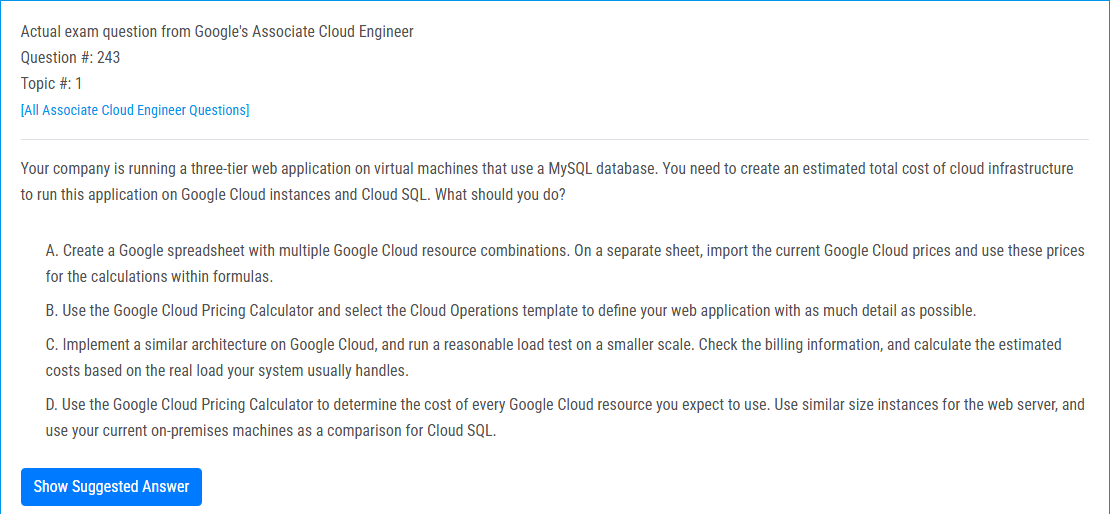 Actual exam question from Google's Associate Cloud Engineer
Question #: 243
Topic #: 1
[All Associate Cloud Engineer Questions]
Your company is running a three-tier web application on virtual machines that use a MySQL database. You need to create an estimated total cost of cloud infrastructure
to run this application on Google Cloud instances and Cloud SQL. What should you do?
A. Create a Google spreadsheet with multiple Google Cloud resource combinations. On a separate sheet, import the current Google Cloud prices and use these prices
for the calculations within formulas.
B. Use the Google Cloud Pricing Calculator and select the Cloud Operations template to define your web application with as much detail as possible.
C. Implement a similar architecture on Google Cloud, and run a reasonable load test on a smaller scale. Check the billing information, and calculate the estimated
costs based on the real load your system usually handles.
D. Use the Google Cloud Pricing Calculator to determine the cost of every Google Cloud resource you expect to use. Use similar size instances for the web server, and
use your current on-premises machines as a comparison for Cloud SQL.
Show Suggested Answer